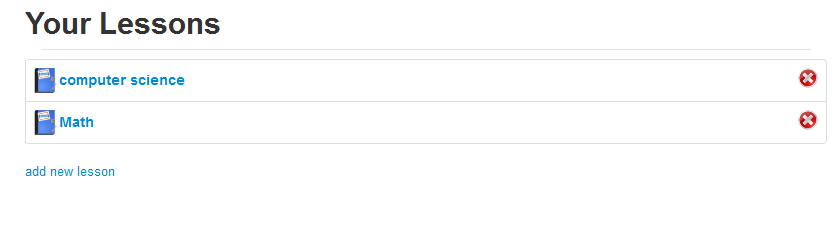 Your Lessons
computer science
Math
add new lesson